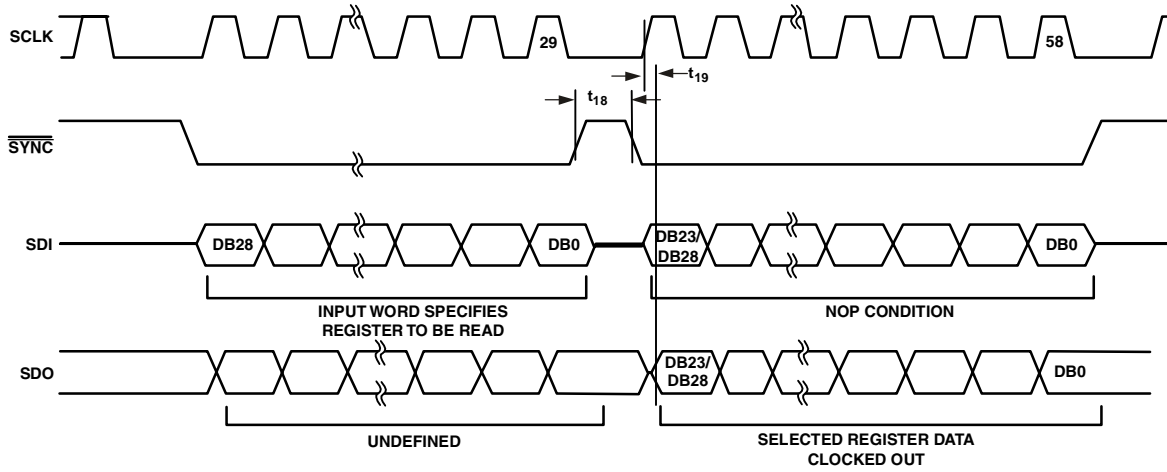 SCLK
29
58
t19
t18
SYNC
SDI
DB28
DB0
DB23/
DB28
DB0
INPUT WORD SPECIFIES
REGISTER TO BE READ
NOP CONDITION
SDO
DB23/
DB28
DB0
UNDEFINED
SELECTED REGISTER DATA
CLOCKED OUT